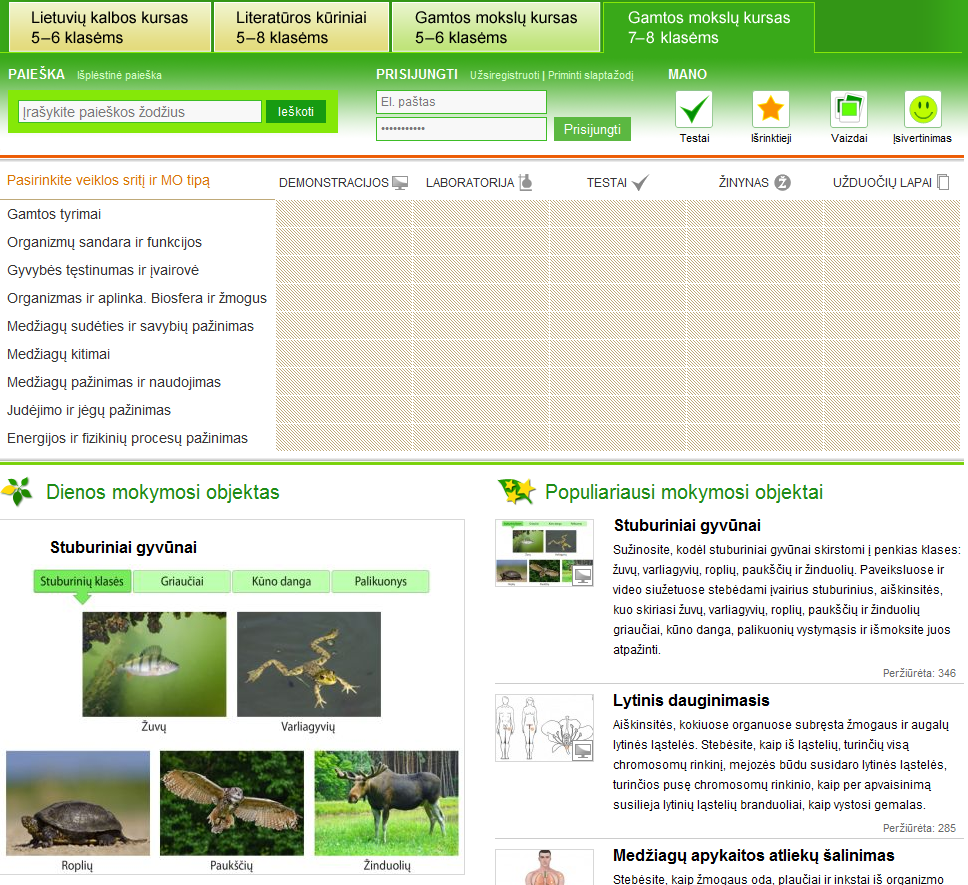 Lietuvių kalbos kursas
5–6 klasėms
Literatūros kūriniai
5–8 klasėms
Gamtos mokslų kursas
5–6 klasėms
Gamtos mokslų kursas
7–8 klasėms
PAIEŠKA Išplėstinė paieška
Įrašykite paieškos žodžius
Ieškoti
PRISIJUNGTI Užsiregistruoti | Priminti slaptažodį
El. paštas
•••••••••••
Prisijungti
MANO
Testai
Išrinktieji
Vaizdai
Įsivertinimas
Pasirinkite veiklos sritį ir MO tipą
DEMONSTRACIJOS
LABORATORIJA
TESTAI
ŽINYNAS
Ž
UŽDUOČIŲ LAPAI
Gamtos tyrimai
Organizmų sandara ir funkcijos
Gyvybės tęstinumas ir įvairovė
Organizmas ir aplinka. Biosfera ir žmogus
Medžiagų sudėties ir savybių pažinimas
Medžiagų kitimai
Medžiagų pažinimas ir naudojimas
Judėjimo ir jėgų pažinimas
Energijos ir fizikinių procesų pažinimas
Dienos mokymosi objektas
Stuburiniai gyvūnai
Stuburinių klasės
Griaučiai
Kūno danga
Palikuonys
Žuvų
Varliagyvių
Roplių
Paukščių
Žinduolių
Populiariausi mokymosi objektai
Stuburiniai gyvūnai
Sužinosite, kodėl stuburiniai gyvūnai skirstomi į penkias klases:
žuvų, varliagyvių, roplių, paukščių ir žinduolių. Paveiksluose ir
video siužetuose stebėdami įvairius stuburinius, aiškinsitės,
kuo skiriasi žuvų, varliagyvių, roplių, paukščių ir žinduolių
griaučiai, kūno danga, palikuonių vystymąsis ir išmoksite juos
atpažinti.
Peržiūrėta: 346
Lytinis dauginimasis
Aiškinsitės, kokiuose organuose subręsta žmogaus ir augalų
lytinės ląstelės. Stebėsite, kaip iš ląstelių, turinčių visą
chromosomų rinkinį, mejozės būdu susidaro lytinės ląstelės,
turinčios pusę chromosomų rinkinio, kaip per apvaisinimą
susilieja lytinių ląstelių branduoliai, kaip vystosi gemalas.
Peržiūrėta: 285
Medžiagų apykaitos atliekų šalinimas
Stebėsite, kaip žmogaus oda, plaučiai ir inkstai iš organizmo